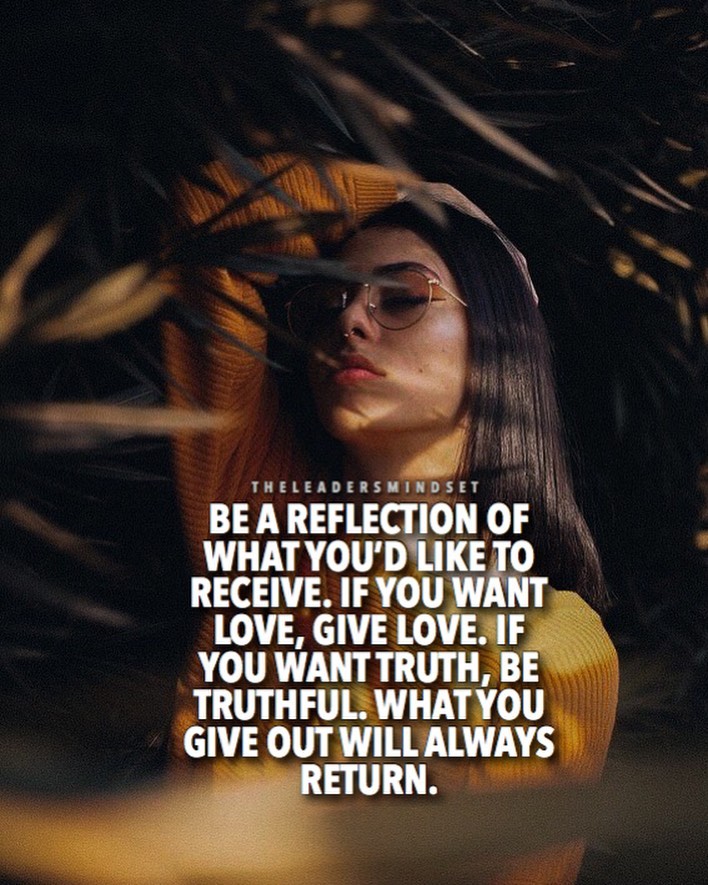 THELEADERSMINDSET
BE A REFLECTION OF
WHAT YOU'D LIKE TO
RECEIVE. IF YOU WANT
LOVE, GIVE LOVE. IF
YOU WANT TRUTH, BE
TRUTHFUL. WHAT YOU
GIVE OUT WILL ALWAYS
RETURN.